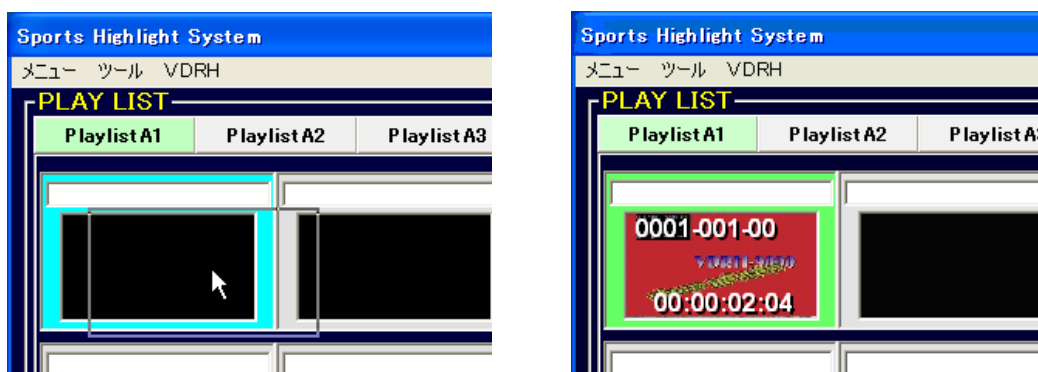 Sports Highlight System
メニュー ツール VDRH
PLAY LIST
Playlist A1 Playlist A2 Playlist A3
Sports Highlight System
メニュー ツール VDRH
PLAY LIST
Playlist A1 Playlist A2
0001-001-00
00:00:02:04